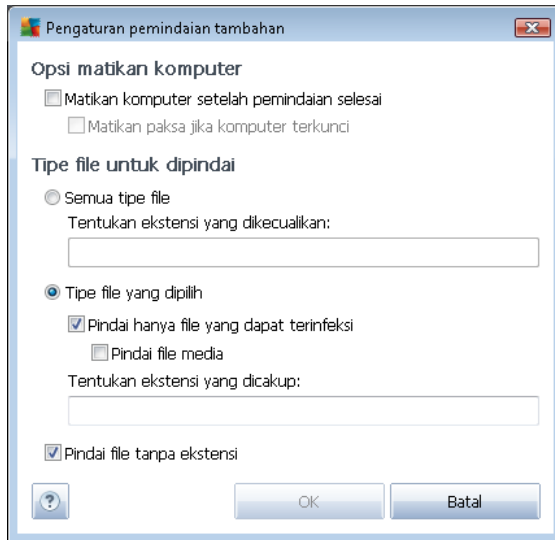 Pengaturan pemindaian tambahan
Opsi matikan komputer
Matikan komputer setelah pemindaian selesai
Matikan paksa jika komputer terkunci
Tipe file untuk dipindai
Semua tipe file
Tentukan ekstensi yang dikecualikan:
Tipe file yang dipilih
Pindai hanya file yang dapat terinfeksi
Pindai file media
Tentukan ekstensi yang dicakup:
Pindai file tanpa ekstensi
?
OK
Batal